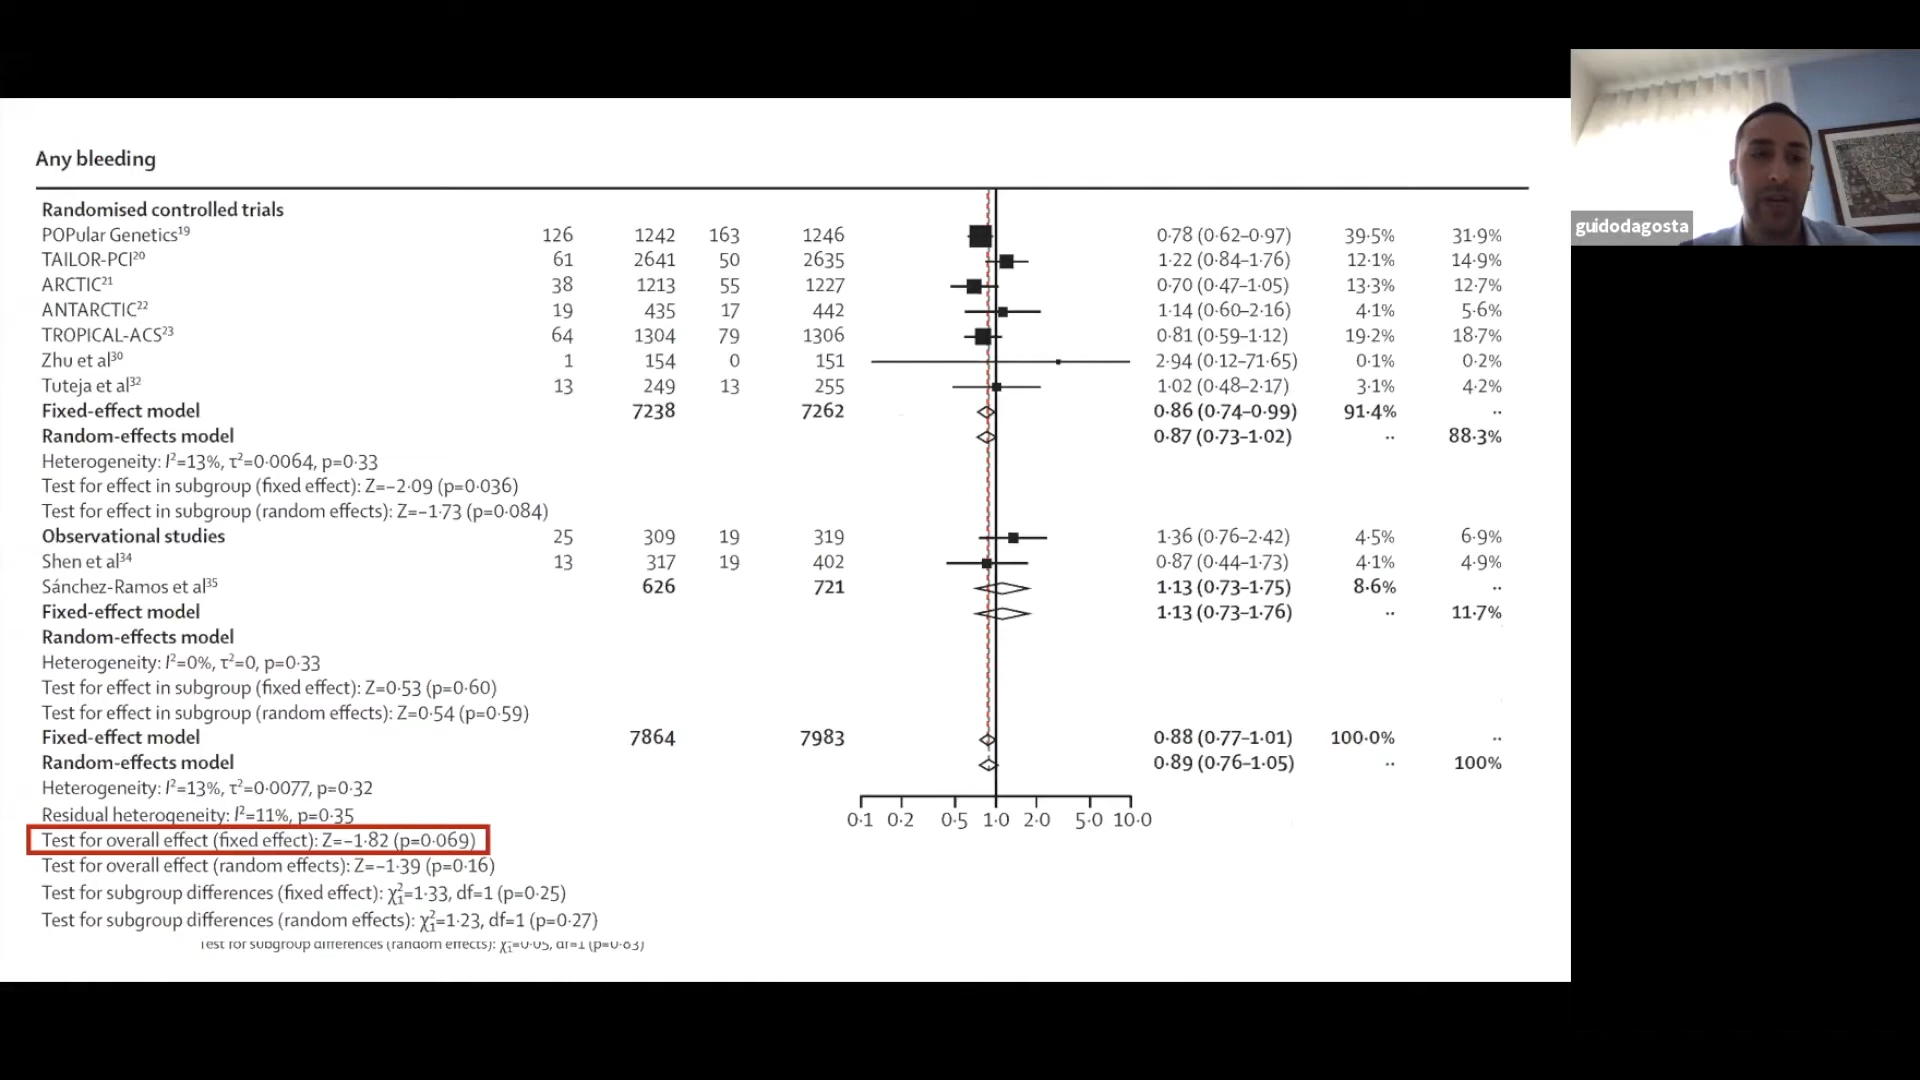 guidodagosta
Any bleeding
Randomised controlled trials
POPular Genetics19 126 1242 163 1246 0·78 (0·62–0·97) 39·5% 31·9%
TAILOR-PCI20 61 2641 50 2635 1·22 (0·84–1·76) 12·1% 14·9%
ARCTIC21 38 1213 55 1227 0·70 (0·47–1·05) 13·3% 12·7%
ANTARCTIC22 19 435 17 442 1·14 (0·60–2·16) 4·1% 5·6%
TROPICAL-ACS23 64 1304 79 1306 0·81 (0·59–1·12) 19·2% 18·7%
Zhu et al30 1 154 0 151 2·94 (0·12–71·65) 0·1% 0·2%
Tuteja et al32 13 249 13 255 1·02 (0·48–2·17) 3·1% 4·2%
Fixed-effect model 7238 7262 0·86 (0·74–0·99) 91·4% ··
Random-effects model 0·87 (0·73–1·02) ·· 88·3%
Heterogeneity: I²=13%, τ²=0·0064, p=0·33
Test for effect in subgroup (fixed effect): Z=–2·09 (p=0·036)
Test for effect in subgroup (random effects): Z=–1·73 (p=0·084)
Observational studies 25 309 19 319 1·36 (0·76–2·42) 4·5% 6·9%
Shen et al34 13 317 19 402 0·87 (0·44–1·73) 4·1% 4·9%
Sánchez-Ramos et al35 626 721 1·13 (0·73–1·75) 8·6% ··
Fixed-effect model 1·13 (0·73–1·76) ·· 11·7%
Random-effects model
Heterogeneity: I²=0%, τ²=0, p=0·33
Test for effect in subgroup (fixed effect): Z=0·53 (p=0·60)
Test for effect in subgroup (random effects): Z=0·54 (p=0·59)
Fixed-effect model 7864 7983 0·88 (0·77–1·01) 100·0% ··
Random-effects model 0·89 (0·76–1·05) ·· 100%
Heterogeneity: I²=13%, τ²=0·0077, p=0·32
Residual heterogeneity: I²=11%, p=0·35
0·1 0·2 0·5 1·0 2·0 5·0 10·0
Test for overall effect (fixed effect): Z=–1·82 (p=0·069)
Test for overall effect (random effects): Z=–1·39 (p=0·16)
Test for subgroup differences (fixed effect): χ²₁=1·33, df=1 (p=0·25)
Test for subgroup differences (random effects): χ²₁=1·23, df=1 (p=0·27)
Test for subgroup differences (random effects): χ²₁=0·05, df=1 (p=0·83)